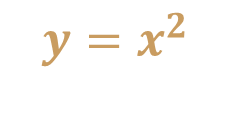 y = x²